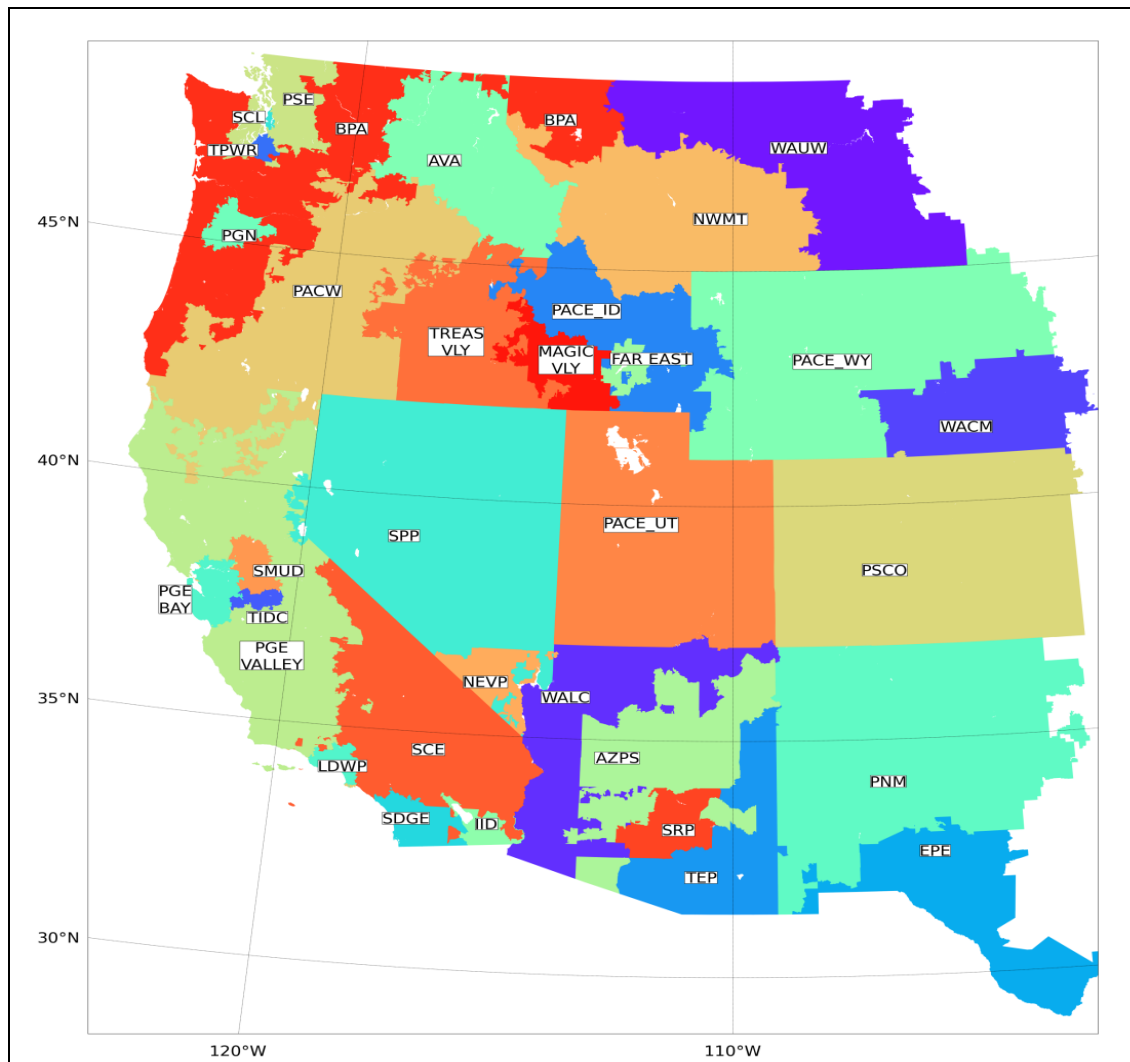 PSE
SCL
BPA
BPA
TPWR
AVA
WAUW
45°N
NWMT
PGN
PACW
PACE_ID
TREAS
VLY
MAGIC
VLY
FAR EAST
PACE_WY
WACM
40°N
SPP
PACE_UT
PSCO
SMUD
PGE
BAY
TIDC
PGE
VALLEY
NEVP
WALC
35°N
SCE
LDWP
AZPS
PNM
SDGE
IID
SRP
EPE
TEP
30°N
120°W
110°W